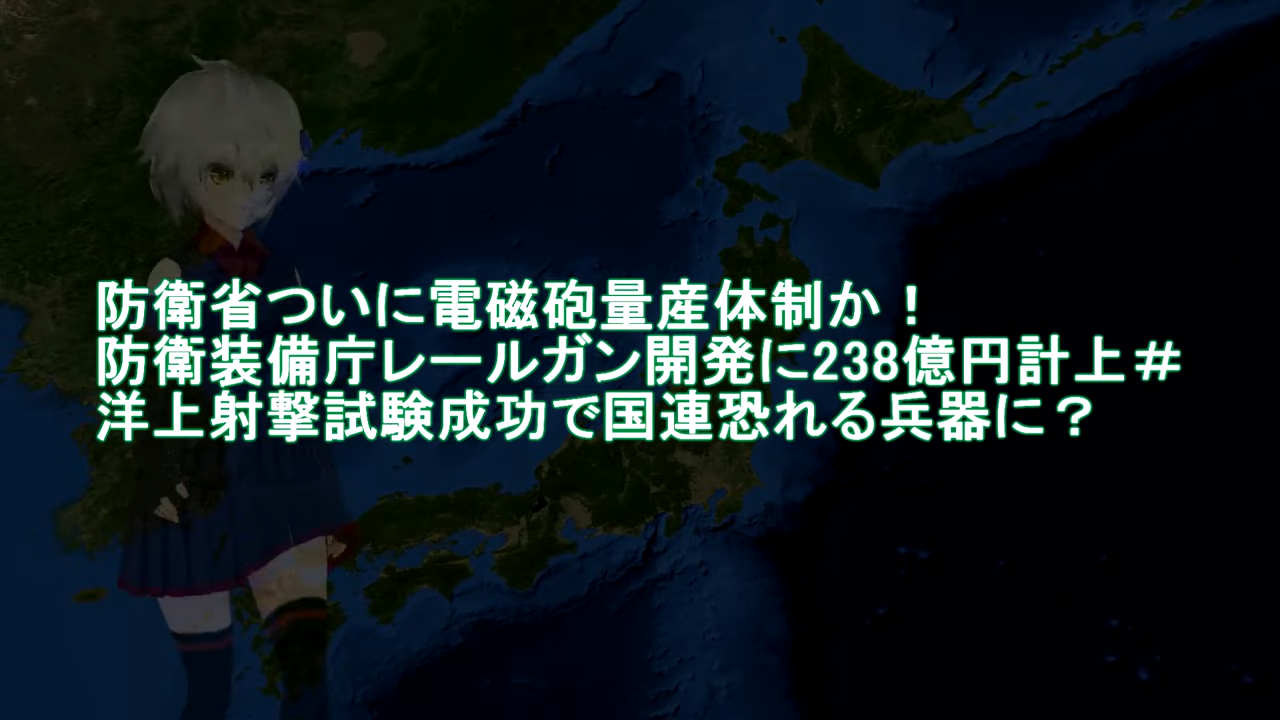 防衛省ついに電磁砲量産体制か！
防衛装備庁レールガン開発に238億円計上＃
洋上射撃試験成功で国連恐れる兵器に？